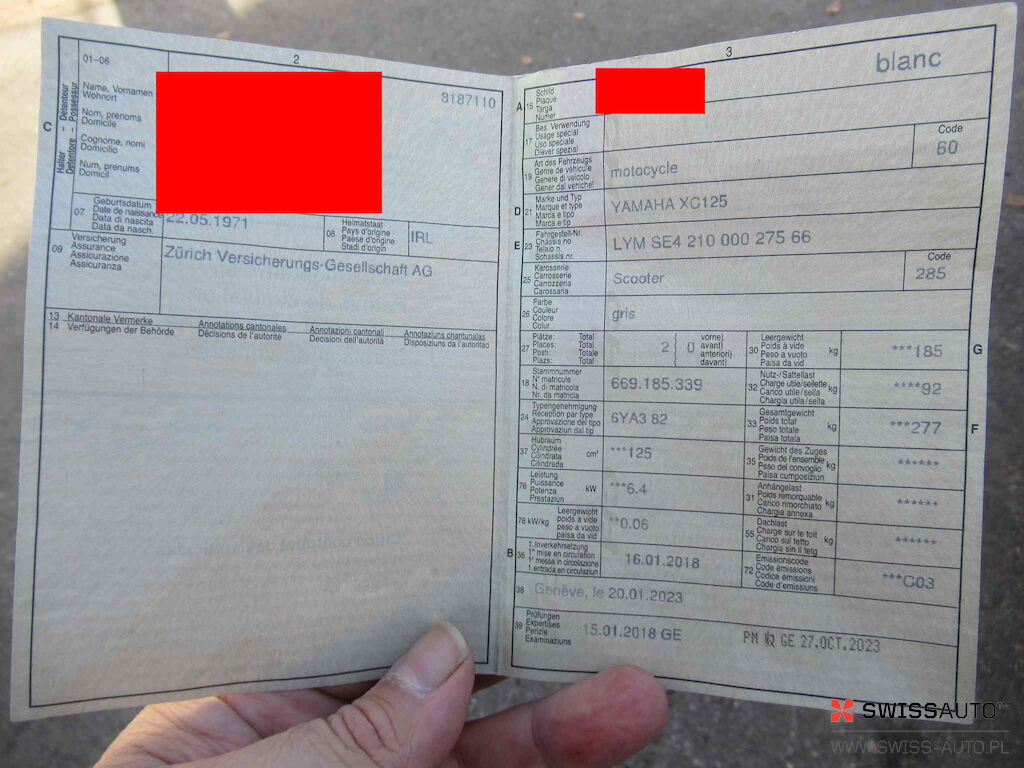 2
01-06
8187110
C
Halter - Détenteur
Detentore - Possessur
Name, Vornamen
Wohnort
Nom, prénoms
Domicile
Cognome, nomi
Domicilio
Num, prenums
Domicil
07
Geburtsdatum
Date de naissance
Data di nascita
Data da nasch.
22.05.1971
08
Heimatstaat
Pays d'origine
Paese d'origine
Stadi d'origin
IRL
09
Versicherung
Assurance
Assicurazione
Assicuranza
Zürich Versicherungs-Gesellschaft AG
13 Kantonale Vermerke Annotations cantonales Annotazioni cantonali Annotaziuns chantunalas
14 Verfügungen der Behörde Décisions de l'autorité Decisioni dell'autorità Disposiziuns da l'autoritad
3
blanc
A
15
Schild
Plaque
Targa
Numer
17
Bes. Verwendung
Usage spécial
Uso speciale
Diever spezial
Code
60
19
Art des Fahrzeugs
Genre de véhicule
Genere di veicolo
Gener dal vehichel
motocycle
D
21
Marke und Typ
Marque et type
Marca e tipo
Marca e tip
YAMAHA XC125
E
23
Fahrgestell-Nr.
Châssis no
Telaio n.
Schassis nr.
LYM SE4 210 000 275 66
25
Karosserie
Carrosserie
Carrozzeria
Carossaria
Scooter
Code
285
26
Farbe
Couleur
Colore
Colur
gris
27
Plätze: Total
Places: Total
Posti: Totale
Plazs: Total
2 { 0
vorne)
avant)
anteriori)
davant)
30
Leergewicht
Poids à vide
Peso a vuoto
Paisa da vid
kg
***185
G
18
Stammnummer
N° matricule
N. di matricola
Nr. da matricla
669.185.339
32
Nutz-/Sattellast
Charge utile/sellette
Carico utile/sella
Chargia utila/sella
kg
****92
24
Typengenehmigung
Réception par type
Approvazione del tipo
Approvaziun dal tip
6YA3 82
33
Gesamtgewicht
Poids total
Peso totale
Paisa totala
kg
***277
F
37
Hubraum
Cylindrée
Cilindrata
Cilindrada
cm³
***125
35
Gewicht des Zuges
Poids de l'ensemble
Peso del convoglio
Paisa cumposiziun
kg
******
76
Leistung
Puissance
Potenza
Prestaziun
kW
***6.4
31
Anhängelast
Poids remorquable
Carico rimorchiato
Chargia annexa
kg
******
78 kW/kg
Leergewicht
poids à vide
peso a vuoto
paisa da vid
**0.06
55
Dachlast
Charge sur le toit
Carico sul tetto
Chargia sin il tetg
kg
******
B
36
1. Inverkehrsetzung
1re mise en circulation
1a messa in circolazione
1. entrada en circulaziun
16.01.2018
72
Emissionscode
Code émissions
Codice emissioni
Code d'emissiuns
***C03
38
Genève, le 20.01.2023
39
Prüfungen
Expertises
Perizie
Examinaziuns
15.01.2018 GE
PM GE 27.OCT.2023
SWISSAUTO
WWW.SWISS-AUTO.PL